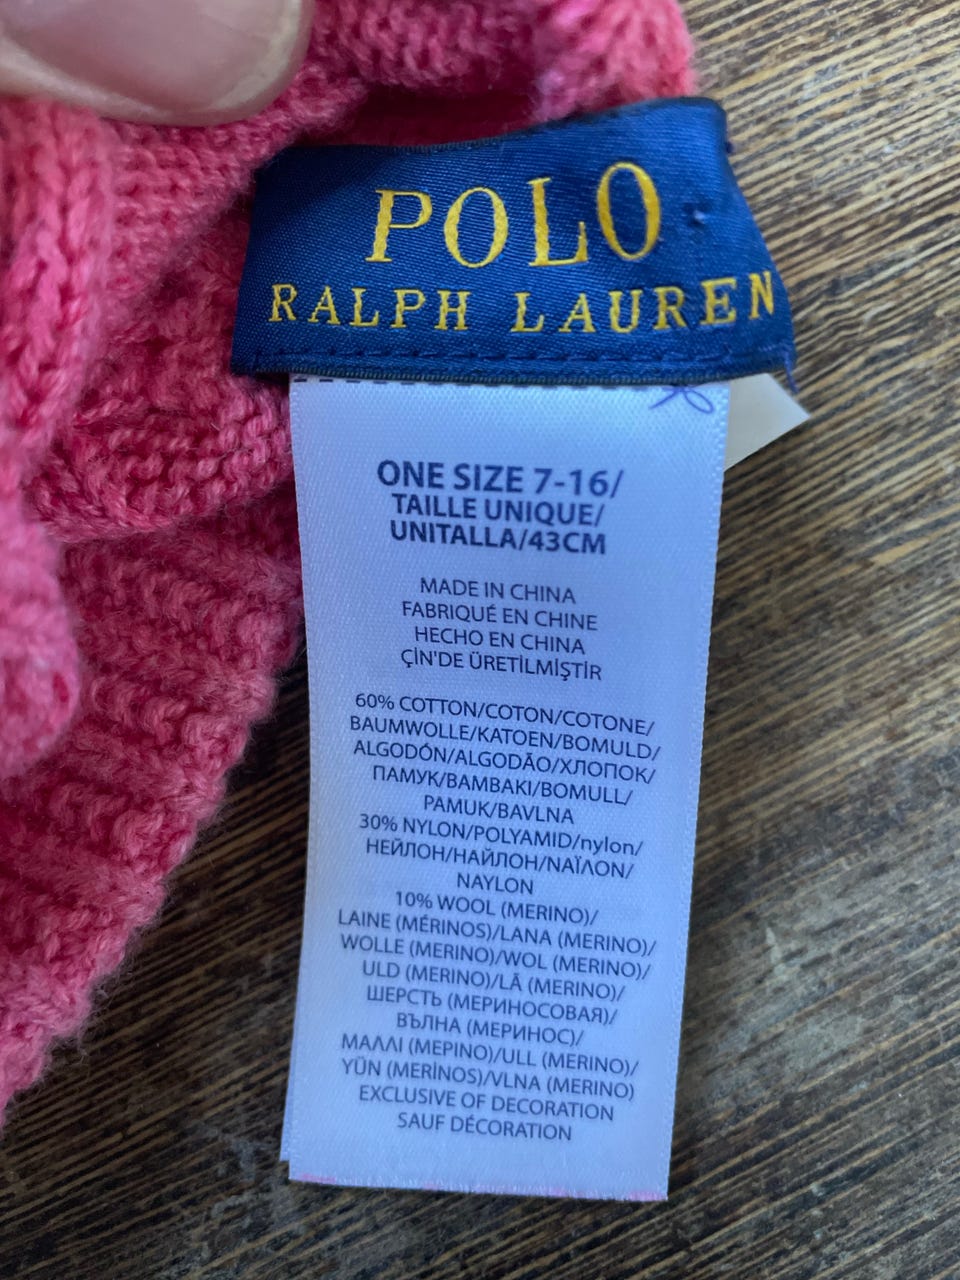 POLO
RALPH LAUREN
ONE SIZE 7-16/
TAILLE UNIQUE/
UNITALLA/43CM
MADE IN CHINA
FABRIQUÉ EN CHINE
HECHO EN CHINA
ÇİN'DE ÜRETİLMİŞTİR
60% COTTON/COTON/COTONE/
BAUMWOLLE/KATOEN/BOMULD/
ALGODÓN/ALGODÃO/ХЛОПОК/
ПАМУК/BAMBAKI/BOMULL/
PAMUK/BAVLNA
30% NYLON/POLYAMID/nylon/
НЕЙЛОН/НАЙЛОН/ΝΑΪΛΟΝ/
NAYLON
10% WOOL (MERINO)/
LAINE (MÉRINOS)/LANA (MERINO)/
WOLLE (MERINO)/WOL (MERINO)/
ULD (MERINO)/LÃ (MERINO)/
ШЕРСТЬ (МЕРИНОСОВАЯ)/
ВЪЛНА (МЕРИНОС)/
ΜΑΛΛΙ (ΜΕΡΙΝΟ)/ULL (MERINO)/
YÜN (MERİNOS)/VLNA (MERINO)
EXCLUSIVE OF DECORATION
SAUF DÉCORATION